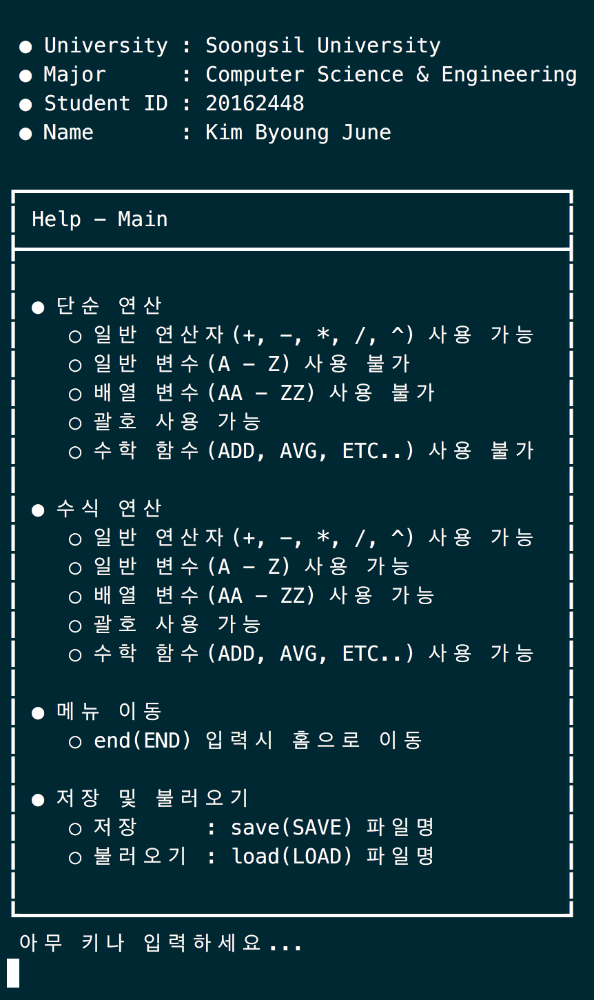 ● University : Soongsil University
● Major      : Computer Science & Engineering
● Student ID : 20162448
● Name       : Kim Byoung June
Help - Main
● 단순 연산
○ 일반 연산자(+, -, *, /, ^) 사용 가능
○ 일반 변수(A - Z) 사용 불가
○ 배열 변수(AA - ZZ) 사용 불가
○ 괄호 사용 가능
○ 수학 함수(ADD, AVG, ETC..) 사용 불가
● 수식 연산
○ 일반 연산자(+, -, *, /, ^) 사용 가능
○ 일반 변수(A - Z) 사용 가능
○ 배열 변수(AA - ZZ) 사용 가능
○ 괄호 사용 가능
○ 수학 함수(ADD, AVG, ETC..) 사용 가능
● 메뉴 이동
○ end(END) 입력시 홈으로 이동
● 저장 및 불러오기
○ 저장     : save(SAVE) 파일명
○ 불러오기 : load(LOAD) 파일명
아무 키나 입력하세요...